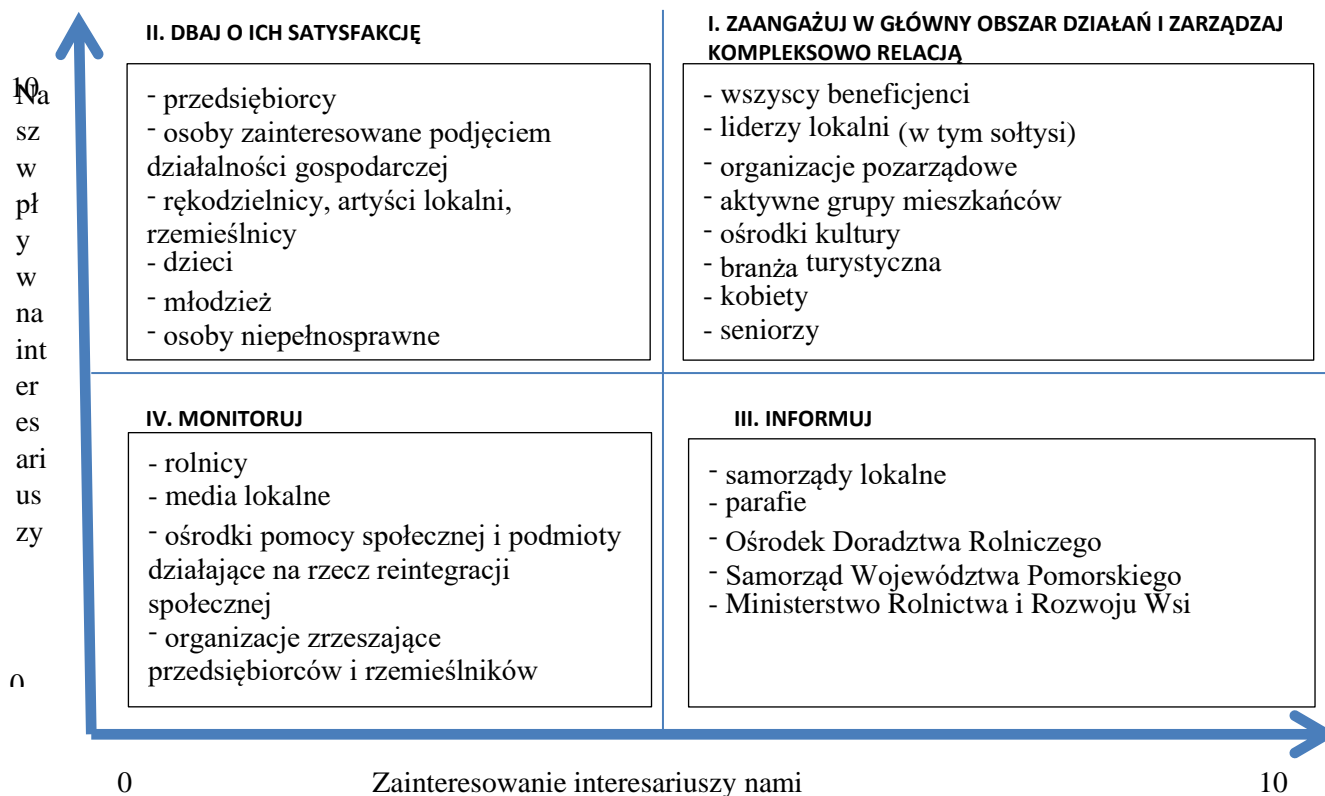 II. DBAJ O ICH SATYSFAKCJĘ
- przedsiębiorcy
- osoby zainteresowane podjęciem
działalności gospodarczej
- rękodzielnicy, artyści lokalni,
rzemieślnicy
- dzieci
- młodzież
- osoby niepełnosprawne
I. ZAANGAŻUJ W GŁÓWNY OBSZAR DZIAŁAŃ I ZARZĄDZAJ
KOMPLEKSOWO RELACJĄ
- wszyscy beneficjenci
- liderzy lokalni (w tym sołtysi)
- organizacje pozarządowe
- aktywne grupy mieszkańców
- ośrodki kultury
- branża turystyczna
- kobiety
- seniorzy
10
Na
sz
w
pł
y
w
na
int
er
es
ari
us
zy
0
IV. MONITORUJ
- rolnicy
- media lokalne
- ośrodki pomocy społecznej i podmioty
działające na rzecz reintegracji
społecznej
- organizacje zrzeszające
przedsiębiorców i rzemieślników
III. INFORMUJ
- samorządy lokalne
- parafie
- Ośrodek Doradztwa Rolniczego
- Samorząd Województwa Pomorskiego
- Ministerstwo Rolnictwa i Rozwoju Wsi
0 Zainteresowanie interesariuszy nami 10